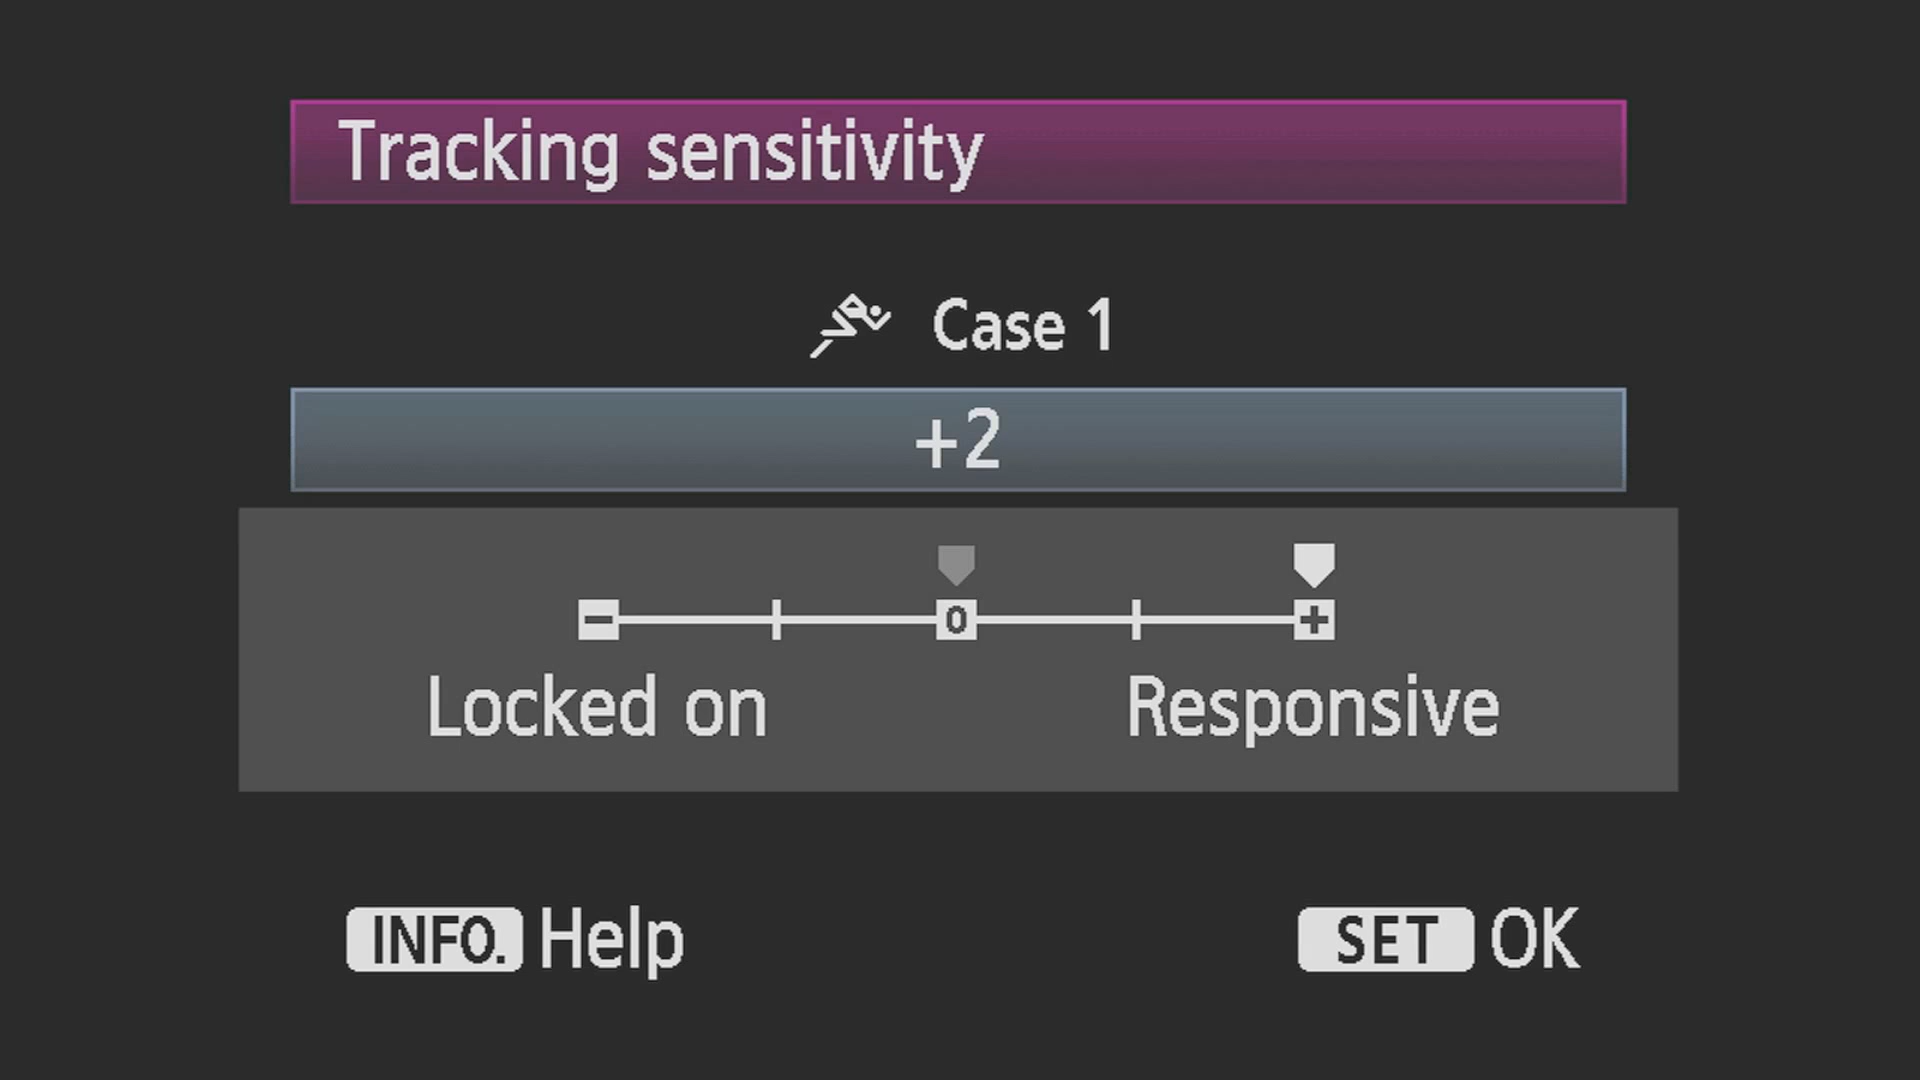 Tracking sensitivity
Case 1
+2
− 0 +
Locked on Responsive
INFO. Help SET OK